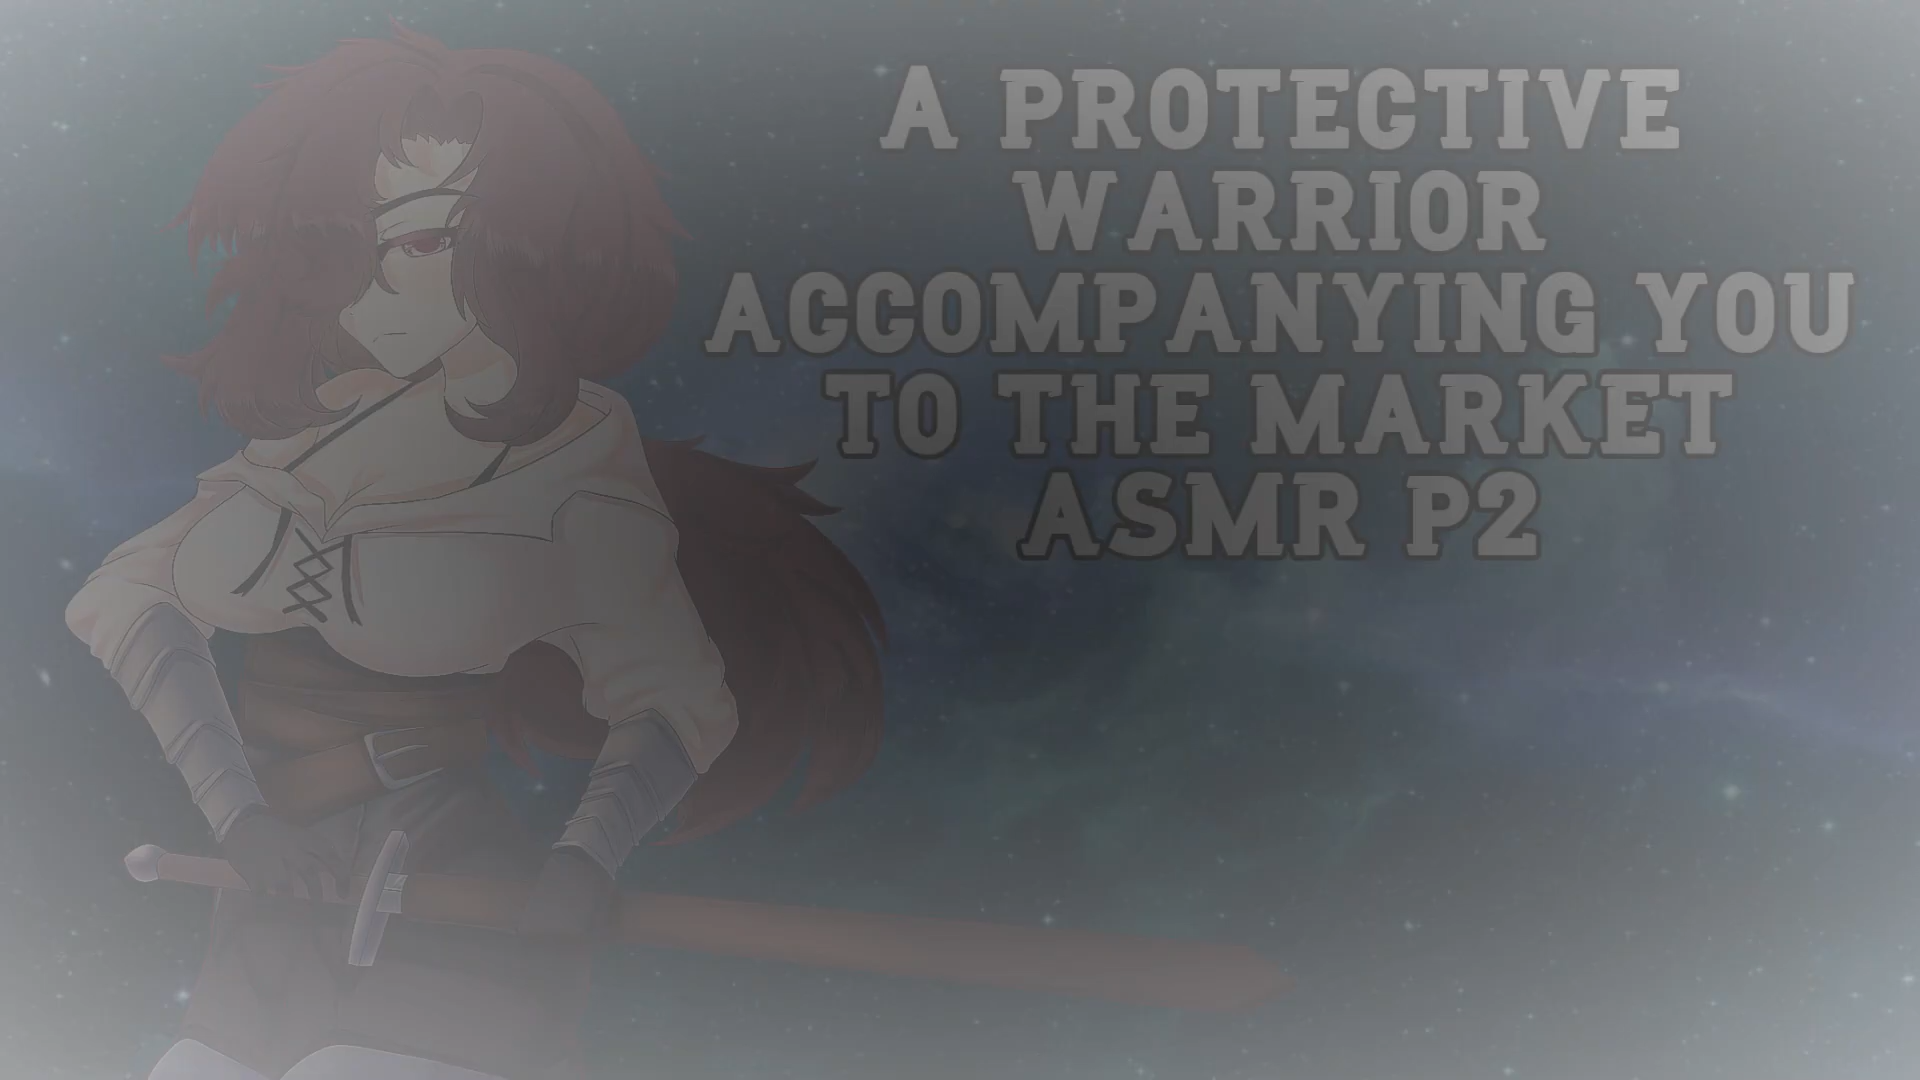 A PROTECTIVE
WARRIOR
ACCOMPANYING YOU
TO THE MARKET
ASMR P2